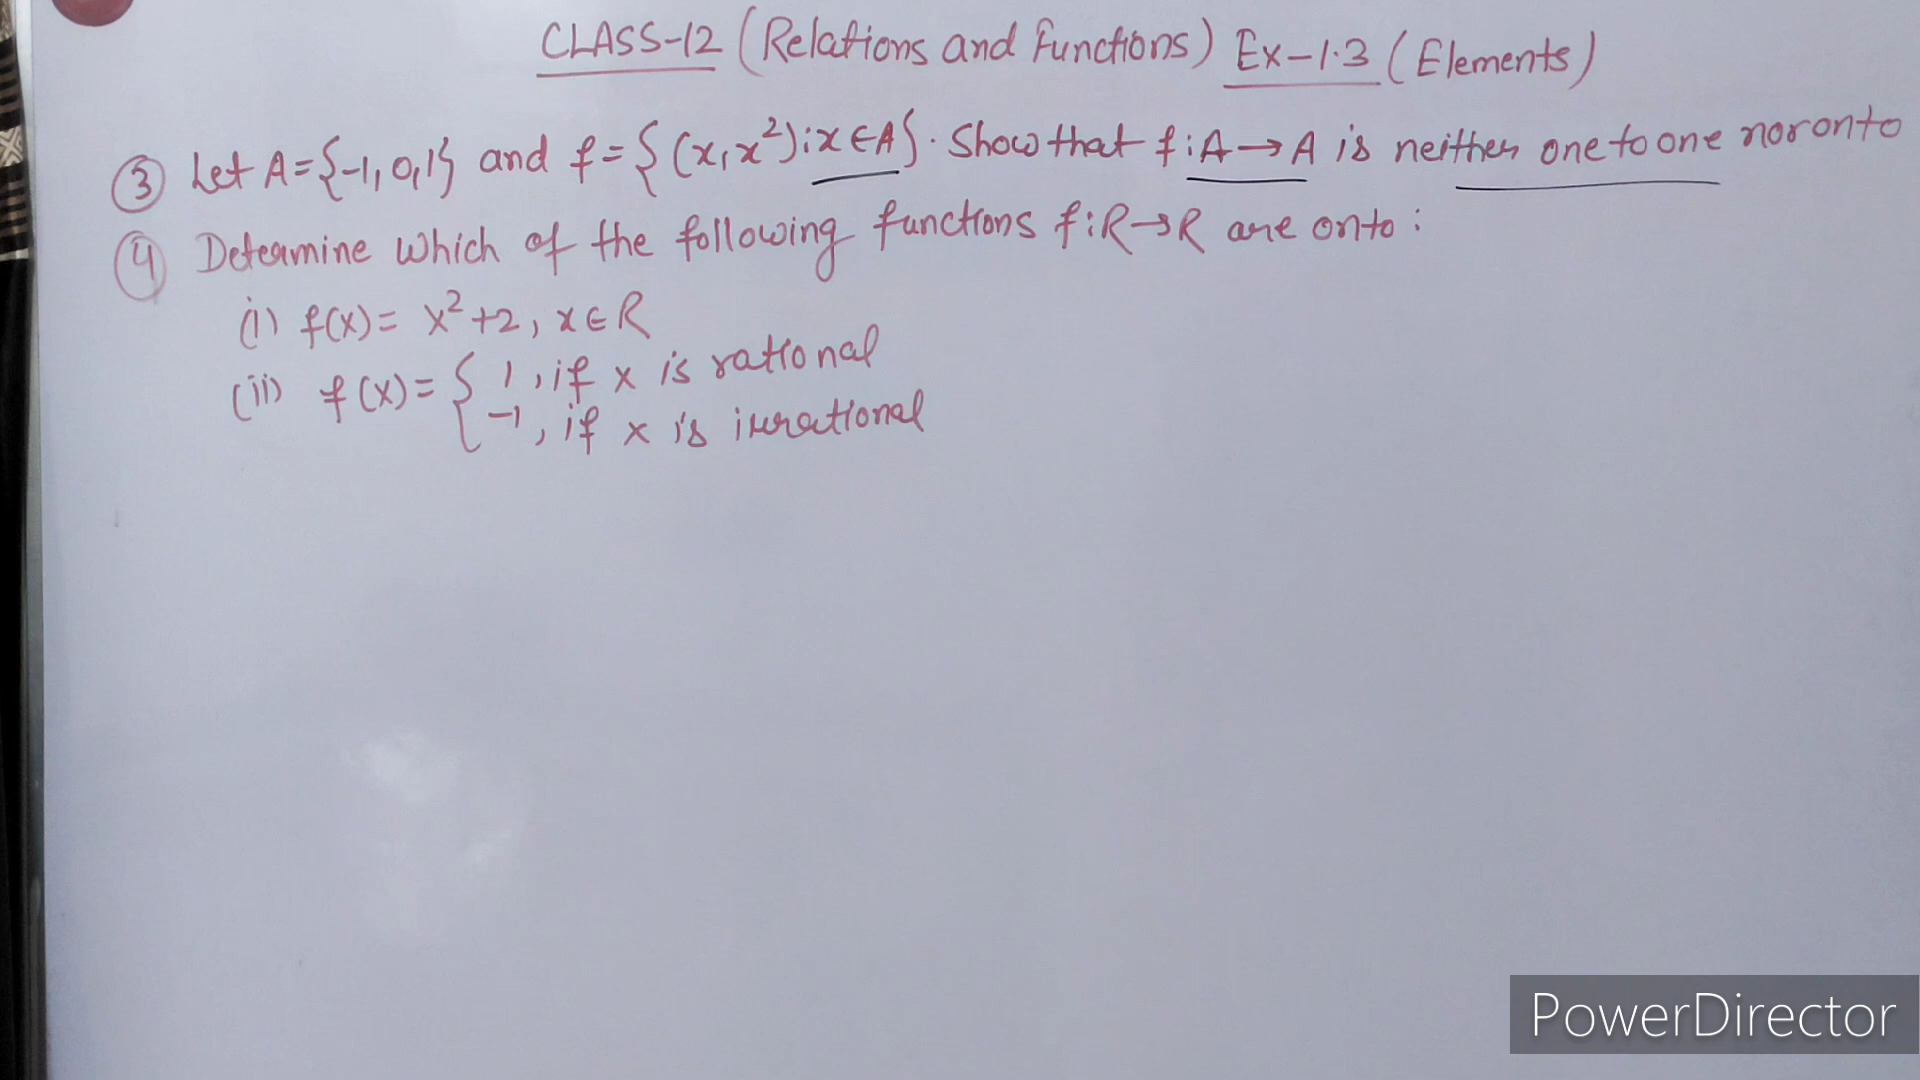 CLASS-12 (Relations and Functions) Ex-1.3 (Elements)
③ Let A={-1,0,1} and f={(x,x²):x∈A}. Show that f:A→A is neither one to one nor onto
④ Determine which of the following functions f:R→R are onto:
(i) f(x)= x²+2, x∈R
(ii) f(x)= { 1, if x is rational
-1, if x is irrational
PowerDirector